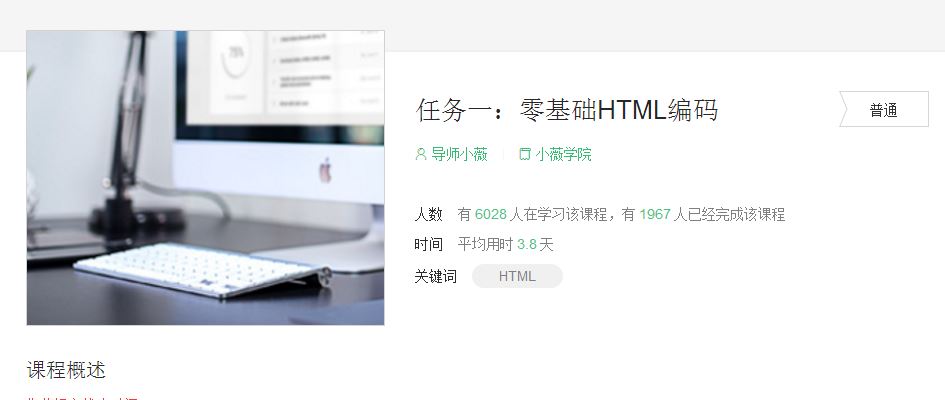 75%
任务一：零基础HTML编码
普通
导师小薇
小薇学院
人数 有 6028 人在学习该课程，有 1967 人已经完成该课程
时间 平均用时 3.8 天
关键词 HTML
课程概述